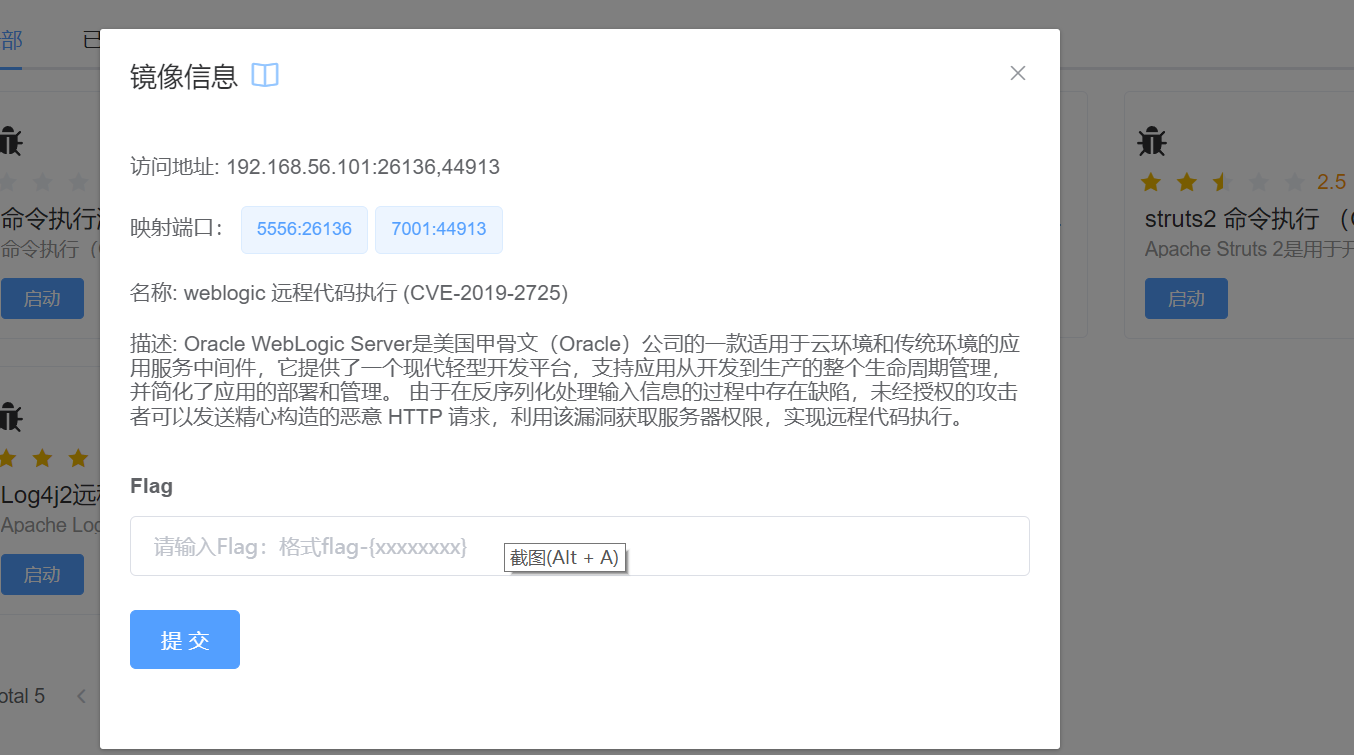 部
已
镜像信息
访问地址: 192.168.56.101:26136,44913
映射端口：
5556:26136
7001:44913
名称: weblogic 远程代码执行 (CVE-2019-2725)
描述: Oracle WebLogic Server是美国甲骨文（Oracle）公司的一款适用于云环境和传统环境的应
用服务中间件，它提供了一个现代轻型开发平台，支持应用从开发到生产的整个生命周期管理，
并简化了应用的部署和管理。 由于在反序列化处理输入信息的过程中存在缺陷，未经授权的攻击
者可以发送精心构造的恶意 HTTP 请求，利用该漏洞获取服务器权限，实现远程代码执行。
Flag
请输入Flag：格式flag-{xxxxxxxx}
截图(Alt + A)
提 交
命令执行
命令执行（
启动
Log4j2远
Apache Log
启动
otal 5
2.5
struts2 命令执行 （
Apache Struts 2是用于
启动